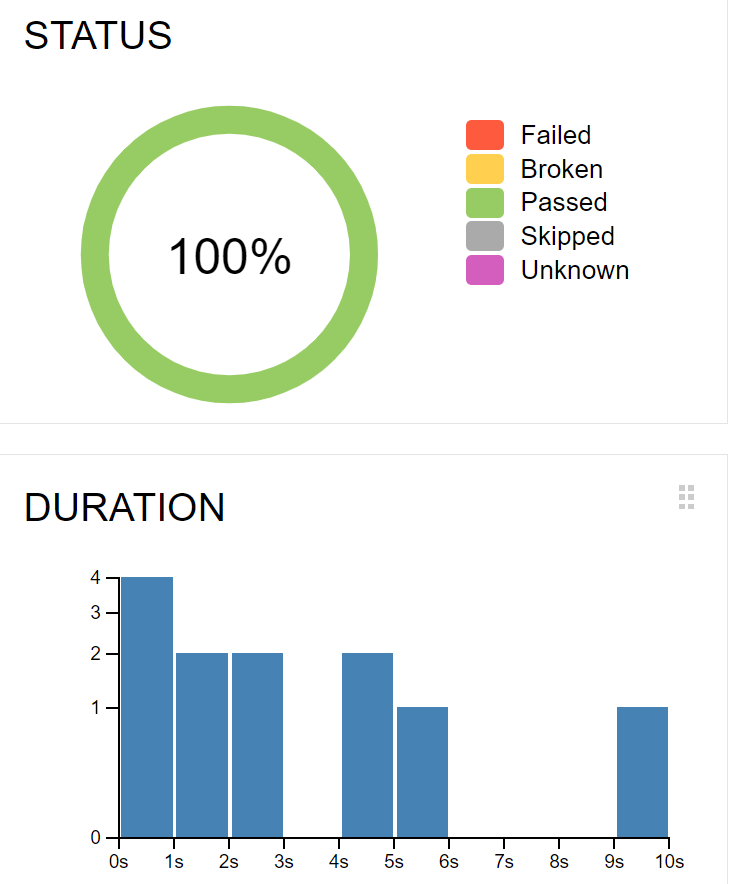 STATUS
100%
Failed
Broken
Passed
Skipped
Unknown
DURATION
4
3
2
1
0
0s 1s 2s 3s 4s 5s 6s 7s 8s 9s 10s